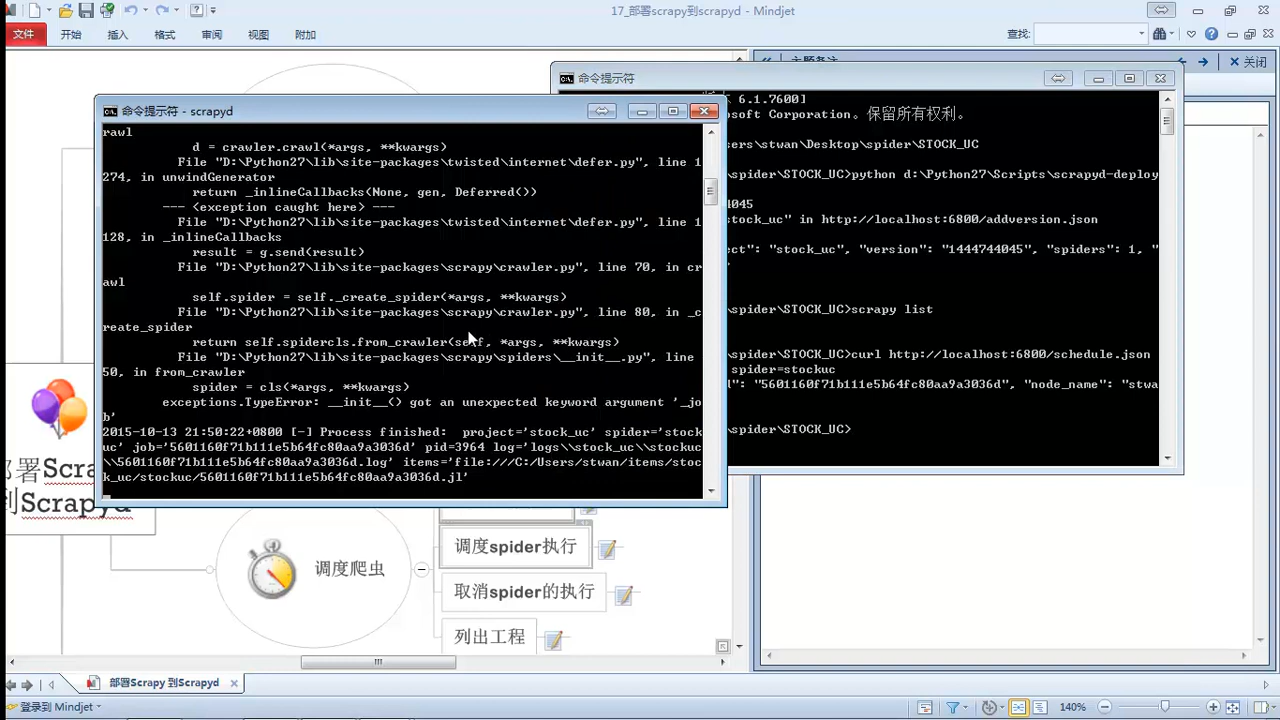 17_部署scrapy到scrapyd - Mindjet
文件 开始 插入 格式 审阅 视图 附加 查找:
主题备注 关闭
命令提示符
6.1.7600]
osoft Corporation。保留所有权利。
sers\stwan\Desktop\spider\STOCK_UC
\spider\STOCK_UC>python d:\Python27\Scripts\scrapyd-deploy
4045
stock_uc" in http://localhost:6800/addversion.json
ect": "stock_uc", "version": "1444744045", "spiders": 1, "
\spider\STOCK_UC>scrapy list
\spider\STOCK_UC>curl http://localhost:6800/schedule.json
spider=stockuc
d": "5601160f71b111e5b64fc80aa9a3036d", "node_name": "stwa
\spider\STOCK_UC>
命令提示符 - scrapyd
rawl
d = crawler.crawl(*args, **kwargs)
File "D:\Python27\lib\site-packages\twisted\internet\defer.py", line 1
274, in unwindGenerator
return _inlineCallbacks(None, gen, Deferred())
--- <exception caught here> ---
File "D:\Python27\lib\site-packages\twisted\internet\defer.py", line 1
128, in _inlineCallbacks
result = g.send(result)
File "D:\Python27\lib\site-packages\scrapy\crawler.py", line 70, in cr
awl
self.spider = self._create_spider(*args, **kwargs)
File "D:\Python27\lib\site-packages\scrapy\crawler.py", line 80, in _c
reate_spider
return self.spidercls.from_crawler(self, *args, **kwargs)
File "D:\Python27\lib\site-packages\scrapy\spiders\__init__.py", line
50, in from_crawler
spider = cls(*args, **kwargs)
exceptions.TypeError: __init__() got an unexpected keyword argument '_jo
b'
2015-10-13 21:50:22+0800 [-] Process finished:  project='stock_uc' spider='stock
uc' job='5601160f71b111e5b64fc80aa9a3036d' pid=3964 log='logs\\stock_uc\\stockuc
\\5601160f71b111e5b64fc80aa9a3036d.log' items='file:///C:/Users/stwan/items/stoc
k_uc/stockuc/5601160f71b111e5b64fc80aa9a3036d.jl'
部署Scra
到Scrapyd
调度爬虫
调度spider执行
取消spider的执行
列出工程
部署Scrapy 到Scrapyd
登录到 Mindjet
140%